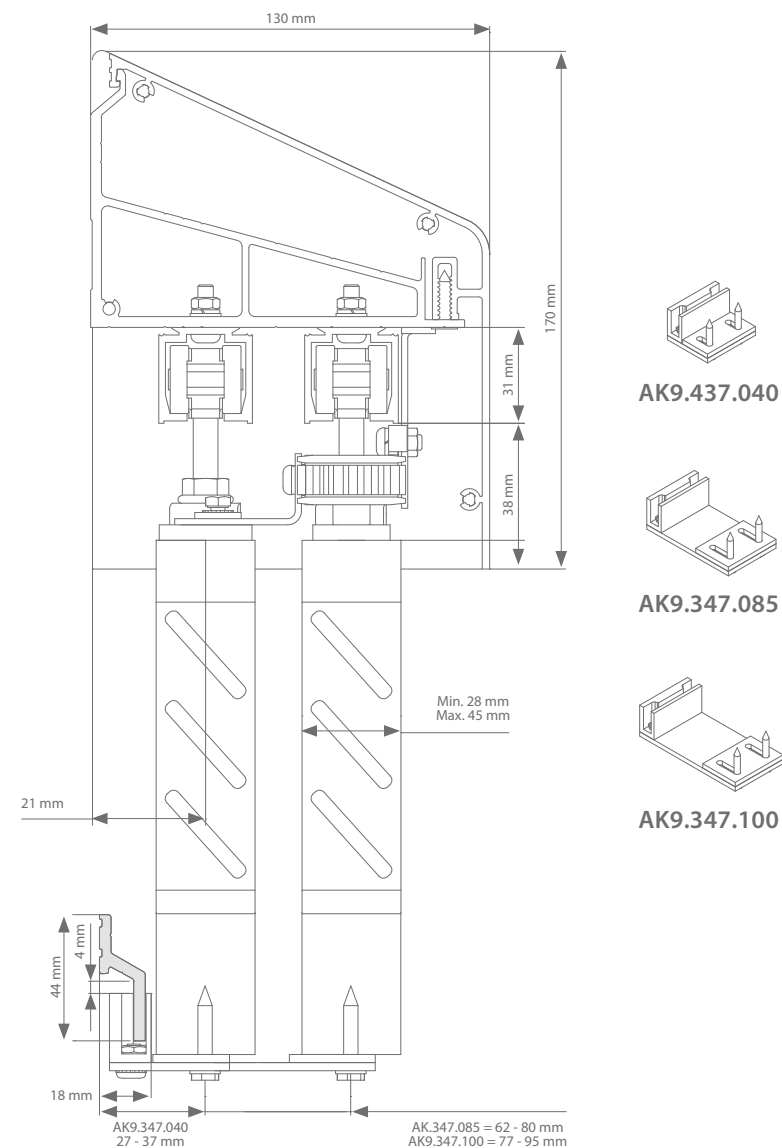 130 mm
170 mm
31 mm
AK9.437.040
38 mm
AK9.347.085
Min. 28 mm
Max. 45 mm
21 mm
AK9.347.100
4 mm
44 mm
18 mm
AK9.347.040
27 - 37 mm
AK.347.085 = 62 - 80 mm
AK9.347.100 = 77 - 95 mm